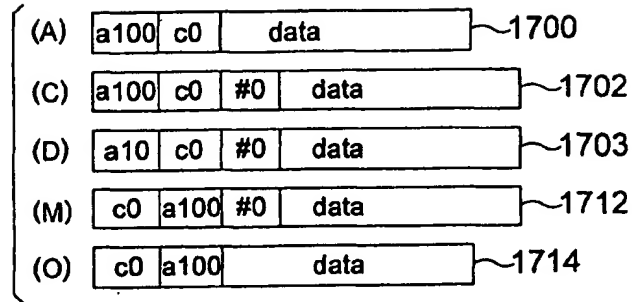 (A) a100 c0 data 1700
(C) a100 c0 #0 data 1702
(D) a10 c0 #0 data 1703
(M) c0 a100 #0 data 1712
(O) c0 a100 data 1714